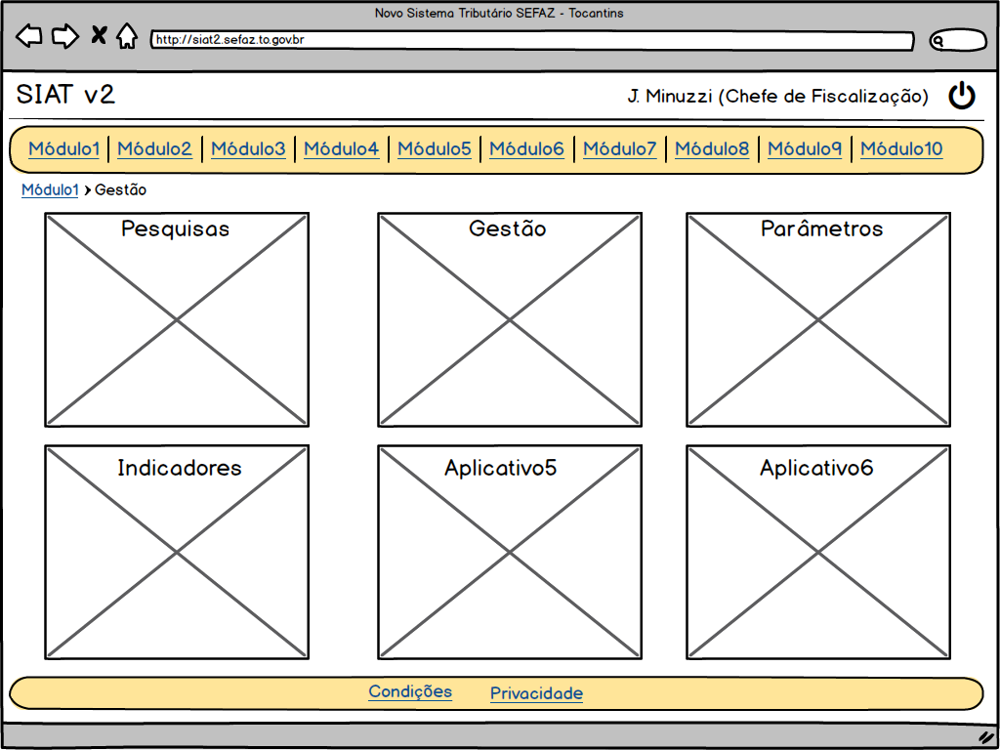 Novo Sistema Tributário SEFAZ - Tocantins
http://siat2.sefaz.to.gov.br
SIAT v2
J. Minuzzi (Chefe de Fiscalização)
Módulo1 Módulo2 Módulo3 Módulo4 Módulo5 Módulo6 Módulo7 Módulo8 Módulo9 Módulo10
Módulo1 > Gestão
Pesquisas Gestão Parâmetros
Indicadores Aplicativo5 Aplicativo6
Condições Privacidade